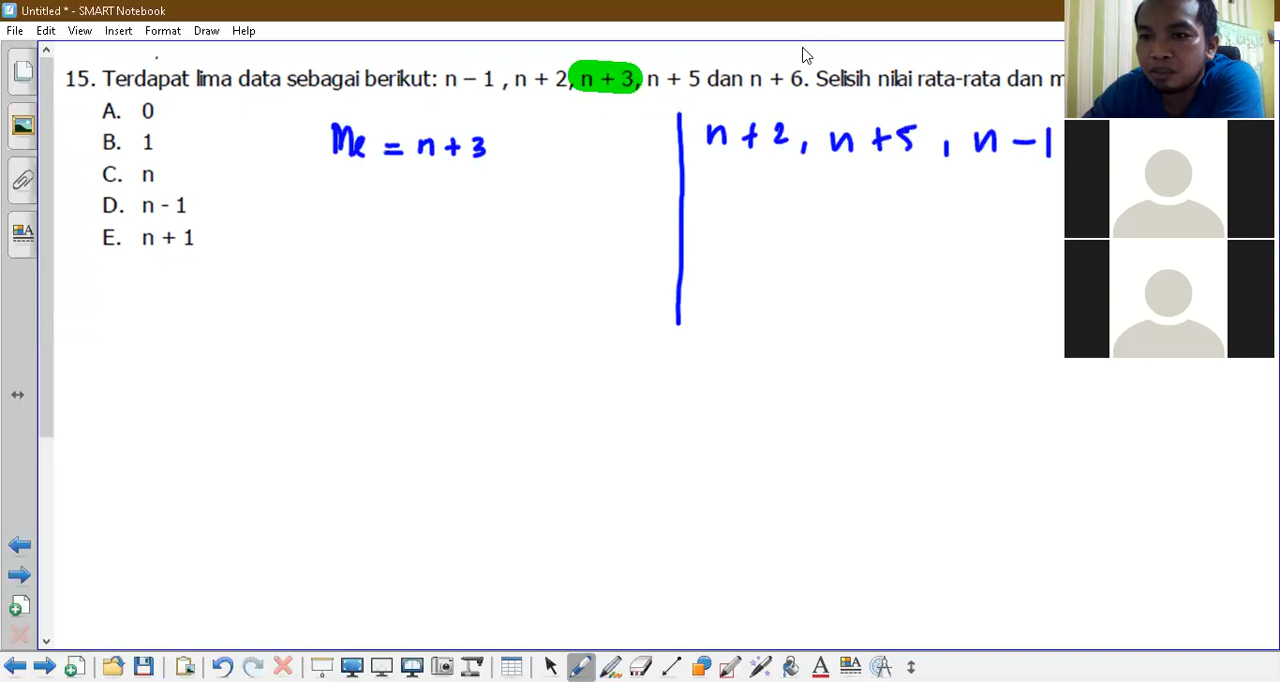 Untitled * - SMART Notebook
File Edit View Insert Format Draw Help
15. Terdapat lima data sebagai berikut: n − 1 , n + 2, n + 3, n + 5 dan n + 6. Selisih nilai rata-rata dan
A. 0
B. 1
C. n
D. n - 1
E. n + 1
Me = n + 3
n + 2, n + 5 , n − 1